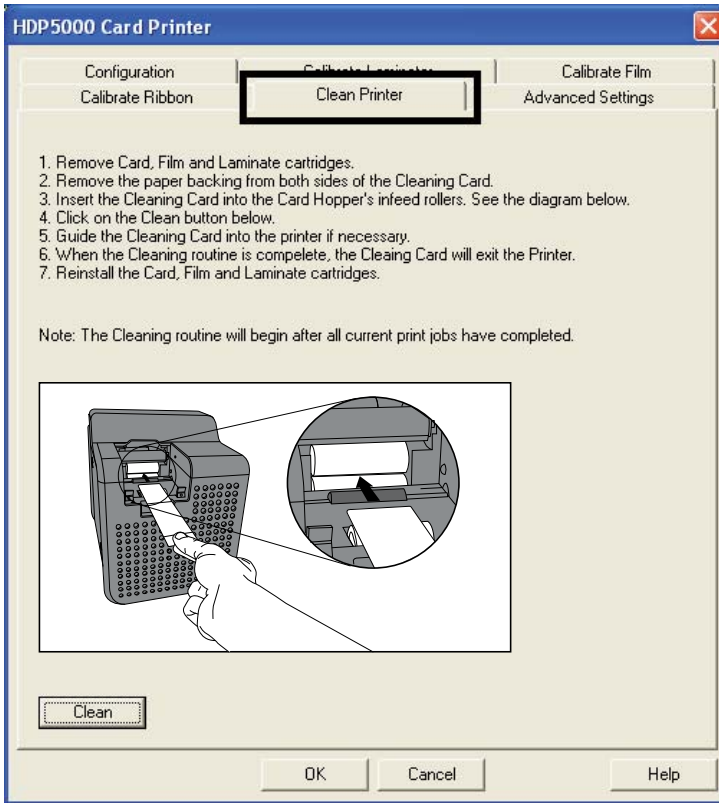 HDP5000 Card Printer
Configuration
Calibrate Laminator
Calibrate Film
Calibrate Ribbon
Clean Printer
Advanced Settings
1. Remove Card, Film and Laminate cartridges.
2. Remove the paper backing from both sides of the Cleaning Card.
3. Insert the Cleaning Card into the Card Hopper's infeed rollers. See the diagram below.
4. Click on the Clean button below.
5. Guide the Cleaning Card into the printer if necessary.
6. When the Cleaning routine is compelete, the Cleaing Card will exit the Printer.
7. Reinstall the Card, Film and Laminate cartridges.
Note: The Cleaning routine will begin after all current print jobs have completed.
Clean
OK
Cancel
Help